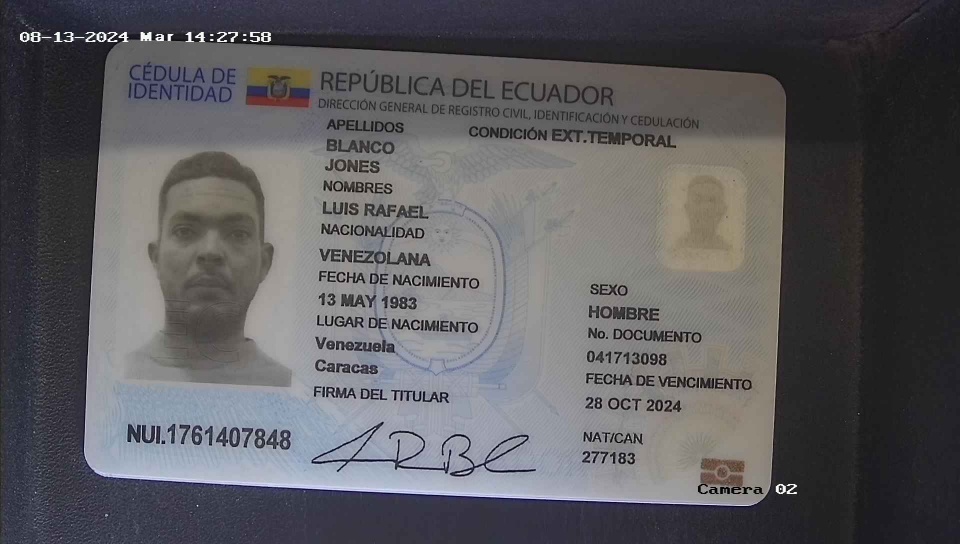 08-13-2024 Mar 14:27:58
CÉDULA DE
IDENTIDAD
REPÚBLICA DEL ECUADOR
DIRECCIÓN GENERAL DE REGISTRO CIVIL, IDENTIFICACIÓN Y CEDULACIÓN
APELLIDOS
CONDICIÓN EXT.TEMPORAL
BLANCO
JONES
NOMBRES
LUIS RAFAEL
NACIONALIDAD
VENEZOLANA
FECHA DE NACIMIENTO
13 MAY 1983
LUGAR DE NACIMIENTO
Venezuela
Caracas
FIRMA DEL TITULAR
SEXO
HOMBRE
No. DOCUMENTO
041713098
FECHA DE VENCIMIENTO
28 OCT 2024
NAT/CAN
277183
NUI.1761407848
Camera 02